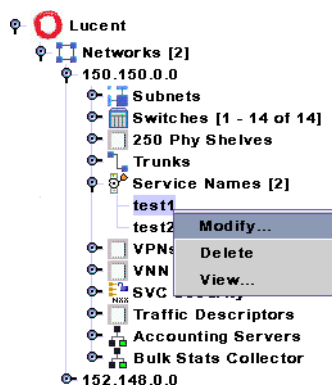 Lucent
Networks [2]
150.150.0.0
Subnets
Switches [1 - 14 of 14]
250 Phy Shelves
Trunks
Service Names [2]
test1
test2
Modify...
VPNs
Delete
VNN
View...
NXX
SVC
Traffic Descriptors
Accounting Servers
Bulk Stats Collector
152.148.0.0